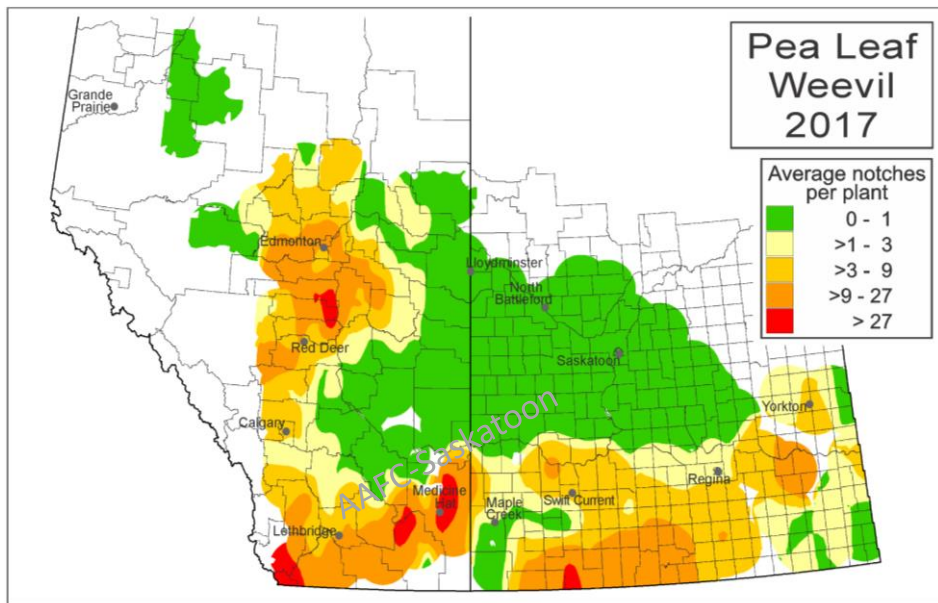 Pea Leaf
Weevil
2017
Average notches
per plant
0 - 1
>1 - 3
>3 - 9
>9 - 27
> 27
Grande
Prairie
Edmonton
Lloydminster
North
Battleford
Red Deer
Saskatoon
Calgary
Yorkton
AAFC-Saskatoon
Regina
Medicine
Hat
Maple
Creek
Swift Current
Lethbridge